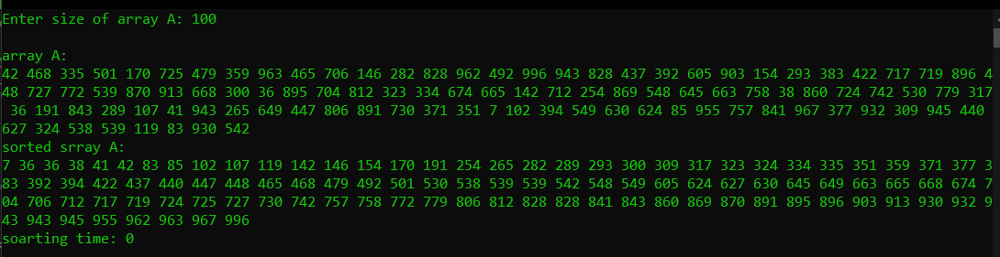 Enter size of array A: 100
array A:
42 468 335 501 170 725 479 359 963 465 706 146 282 828 962 492 996 943 828 437 392 605 903 154 293 383 422 717 719 896 4
48 727 772 539 870 913 668 300 36 895 704 812 323 334 674 665 142 712 254 869 548 645 663 758 38 860 724 742 530 779 317
36 191 843 289 107 41 943 265 649 447 806 891 730 371 351 7 102 394 549 630 624 85 955 757 841 967 377 932 309 945 440
627 324 538 539 119 83 930 542
sorted srray A:
7 36 36 38 41 42 83 85 102 107 119 142 146 154 170 191 254 265 282 289 293 300 309 317 323 324 334 335 351 359 371 377 3
83 392 394 422 437 440 447 448 465 468 479 492 501 530 538 539 539 542 548 549 605 624 627 630 645 649 663 665 668 674 7
04 706 712 717 719 724 725 727 730 742 757 758 772 779 806 812 828 828 841 843 860 869 870 891 895 896 903 913 930 932 9
43 943 945 955 962 963 967 996
soarting time: 0